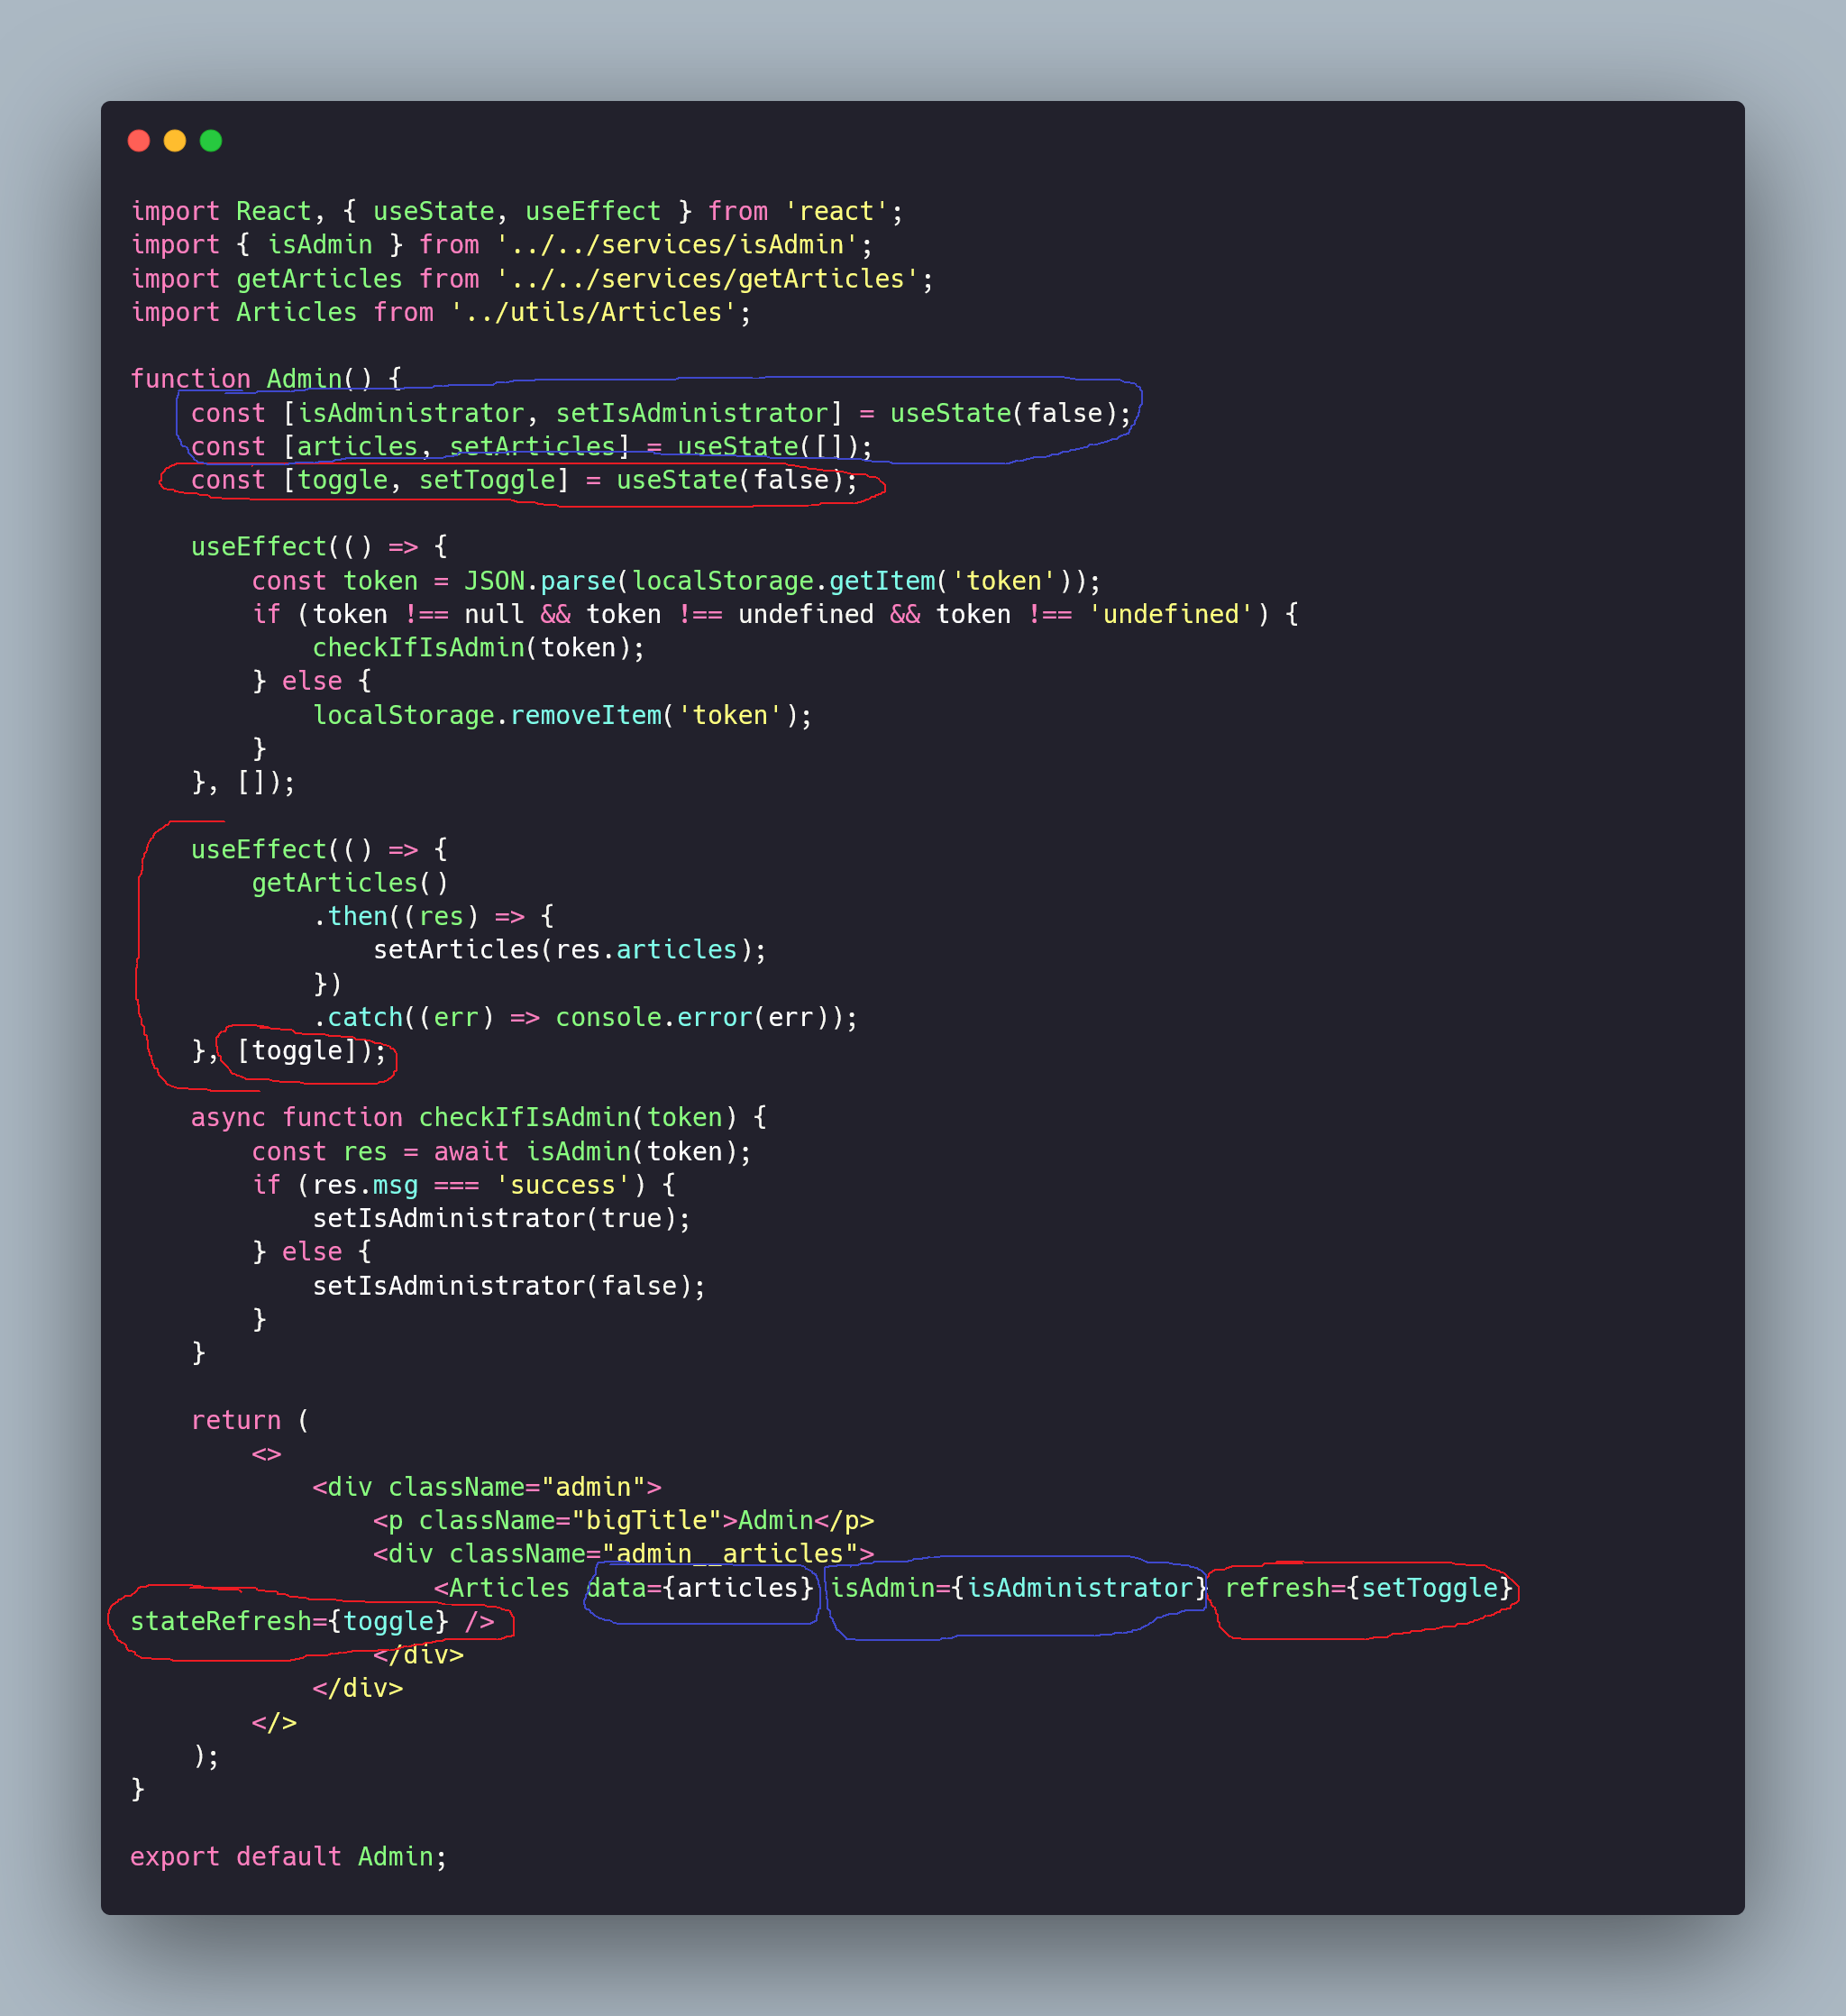 import React, { useState, useEffect } from 'react';
import { isAdmin } from '../../services/isAdmin';
import getArticles from '../../services/getArticles';
import Articles from '../utils/Articles';

function Admin() {
    const [isAdministrator, setIsAdministrator] = useState(false);
    const [articles, setArticles] = useState([]);
    const [toggle, setToggle] = useState(false);

    useEffect(() => {
        const token = JSON.parse(localStorage.getItem('token'));
        if (token !== null && token !== undefined && token !== 'undefined') {
            checkIfIsAdmin(token);
        } else {
            localStorage.removeItem('token');
        }
    }, []);

    useEffect(() => {
        getArticles()
            .then((res) => {
                setArticles(res.articles);
            })
            .catch((err) => console.error(err));
    }, [toggle]);

    async function checkIfIsAdmin(token) {
        const res = await isAdmin(token);
        if (res.msg === 'success') {
            setIsAdministrator(true);
        } else {
            setIsAdministrator(false);
        }
    }

    return (
        <>
            <div className="admin">
                <p className="bigTitle">Admin</p>
                <div className="admin__articles">
                    <Articles data={articles} isAdmin={isAdministrator} refresh={setToggle}
stateRefresh={toggle} />
                </div>
            </div>
        </>
    );
}

export default Admin;